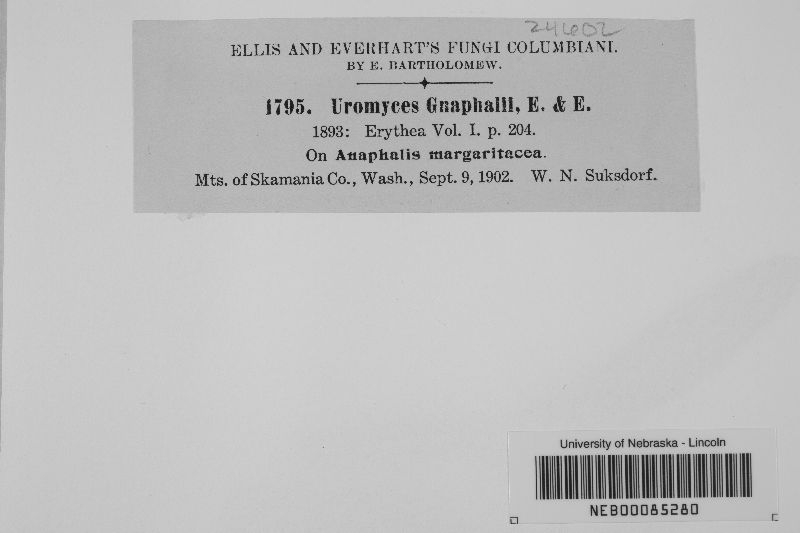 24602
ELLIS AND EVERHART'S FUNGI COLUMBIANI.
BY E. BARTHOLOMEW.
1795. Uromyces Gnaphalii, E. & E.
1893: Erythea Vol. I. p. 204.
On Anaphalis margaritacea.
Mts. of Skamania Co., Wash., Sept. 9, 1902. W. N. Suksdorf.
University of Nebraska - Lincoln
NEB00085280